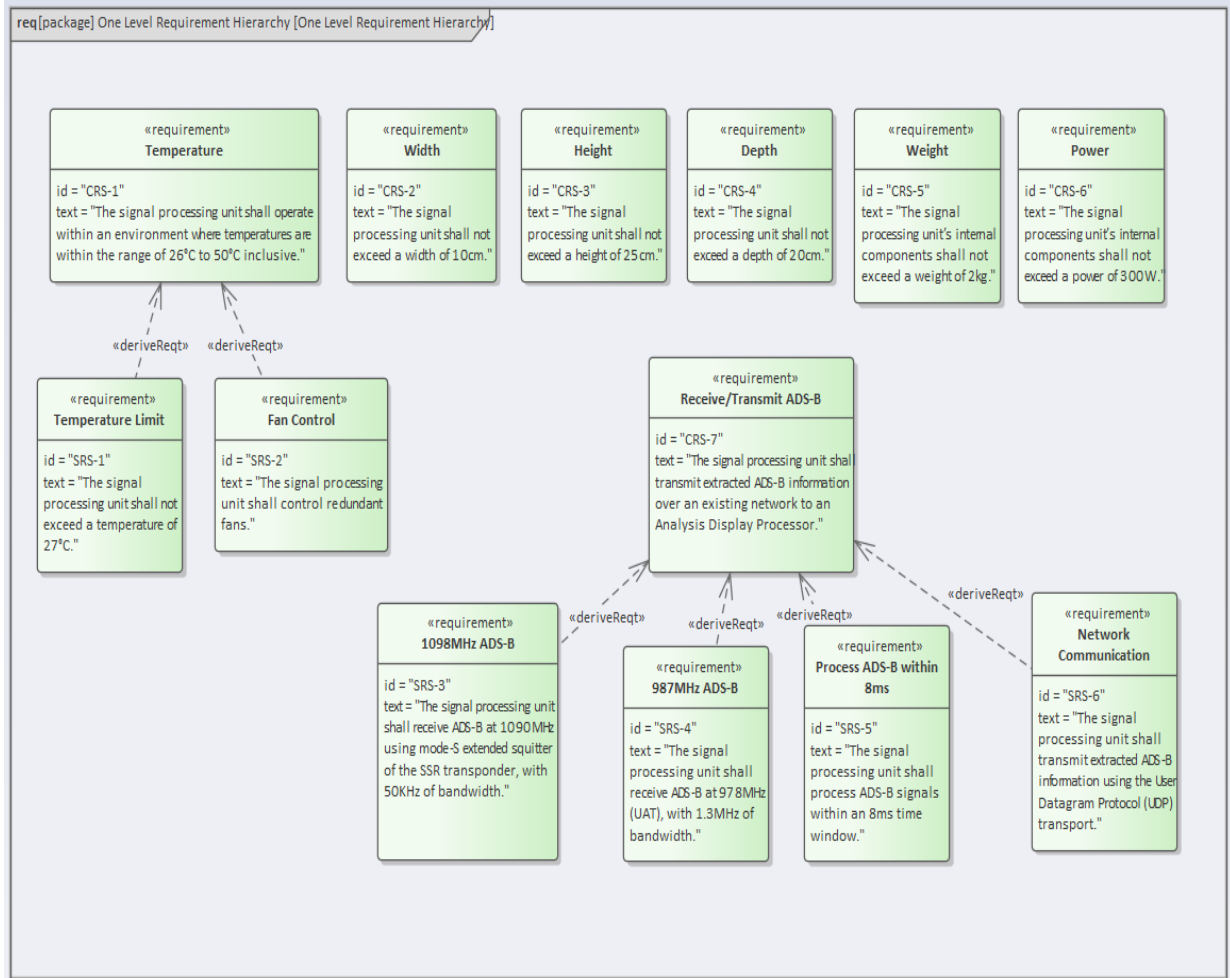 req [package] One Level Requirement Hierarchy [One Level Requirement Hierarchy]
«requirement»
Temperature
id = "CRS-1"
text = "The signal processing unit shall operate
within an environment where temperatures are
within the range of 26°C to 50°C inclusive."
«requirement»
Width
id = "CRS-2"
text = "The signal
processing unit shall not
exceed a width of 10cm."
«requirement»
Height
id = "CRS-3"
text = "The signal
processing unit shall not
exceed a height of 25cm."
«requirement»
Depth
id = "CRS-4"
text = "The signal
processing unit shall not
exceed a depth of 20cm."
«requirement»
Weight
id = "CRS-5"
text = "The signal
processing unit's internal
components shall not
exceed a weight of 2kg."
«requirement»
Power
id = "CRS-6"
text = "The signal
processing unit's internal
components shall not
exceed a power of 300W."
«deriveReqt»
«deriveReqt»
«requirement»
Temperature Limit
id = "SRS-1"
text = "The signal
processing unit shall not
exceed a temperature of
27°C."
«requirement»
Fan Control
id = "SRS-2"
text = "The signal processing
unit shall control redundant
fans."
«requirement»
Receive/Transmit ADS-B
id = "CRS-7"
text = "The signal processing unit shall
transmit extracted ADS-B information
over an existing network to an
Analysis Display Processor."
«deriveReqt»
«deriveReqt»
«deriveReqt»
«deriveReqt»
«requirement»
1098MHz ADS-B
id = "SRS-3"
text = "The signal processing unit
shall receive ADS-B at 1090MHz
using mode-S extended squitter
of the SSR transponder, with
50KHz of bandwidth."
«requirement»
987MHz ADS-B
id = "SRS-4"
text = "The signal
processing unit shall
receive ADS-B at 978MHz
(UAT), with 1.3MHz of
bandwidth."
«requirement»
Process ADS-B within
8ms
id = "SRS-5"
text = "The signal
processing unit shall
process ADS-B signals
within an 8ms time
window."
«requirement»
Network
Communication
id = "SRS-6"
text = "The signal
processing unit shall
transmit extracted ADS-B
information using the User
Datagram Protocol (UDP)
transport."